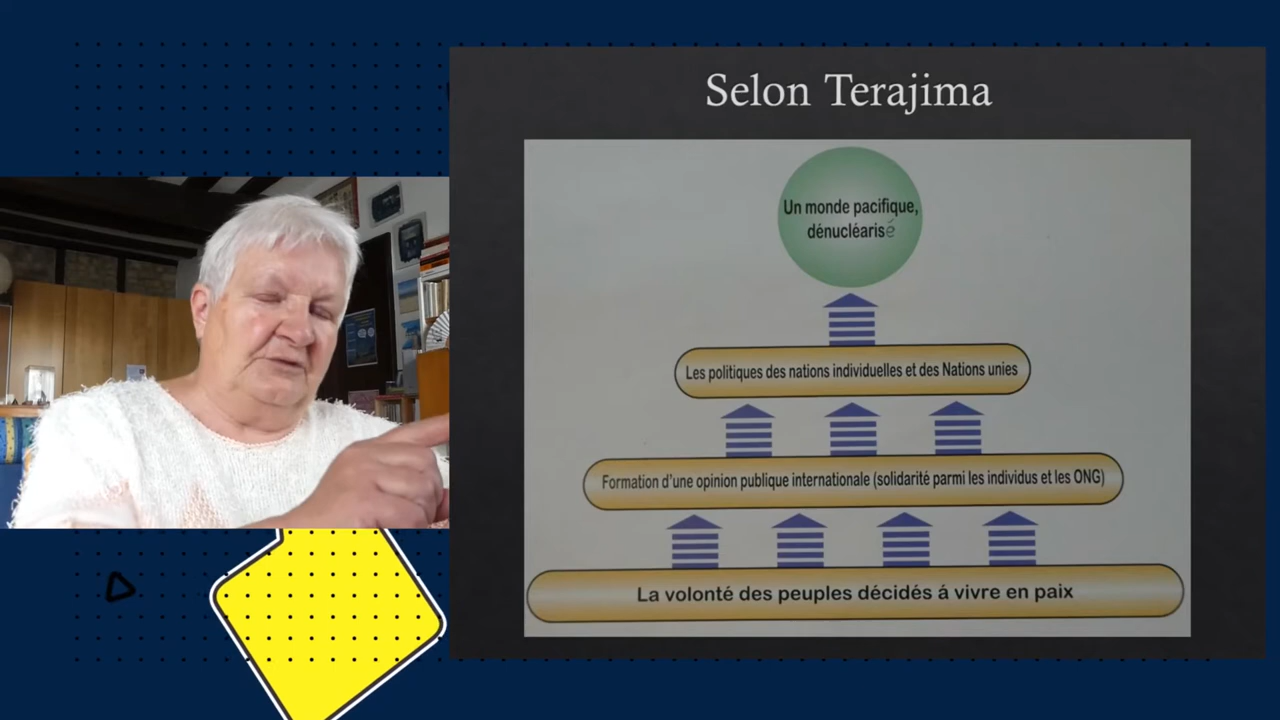 Selon Terajima
Un monde pacifique,
dénucléarisé
Les politiques des nations individuelles et des Nations unies
Formation d'une opinion publique internationale (solidarité parmi les individus et les ONG)
La volonté des peuples décidés á vivre en paix